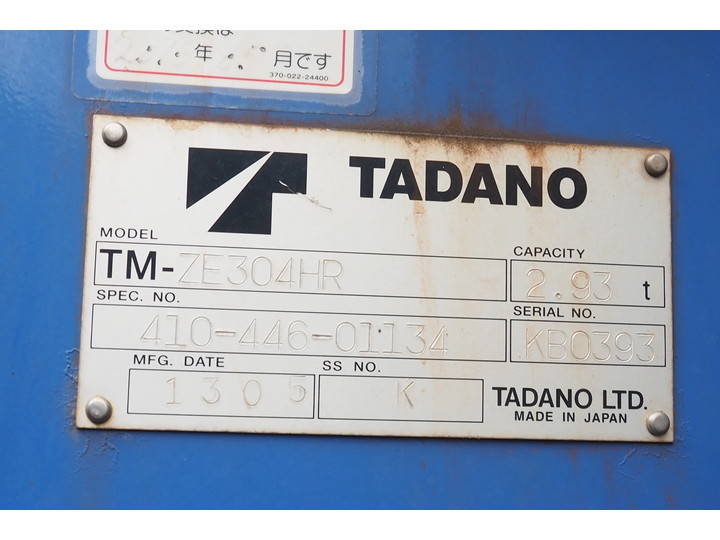 年 月です
370-022-24400
TADANO
MODEL
TM-ZE304HR
CAPACITY
2.93 t
SPEC. NO.
410-446-01134
SERIAL NO.
KB0393
MFG. DATE
1305
SS NO.
K
TADANO LTD.
MADE IN JAPAN